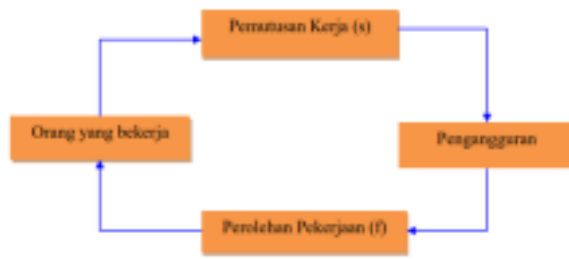 Pemutusan Kerja (s)
Orang yang bekerja
Pengangguran
Perolehan Pekerjaan (f)